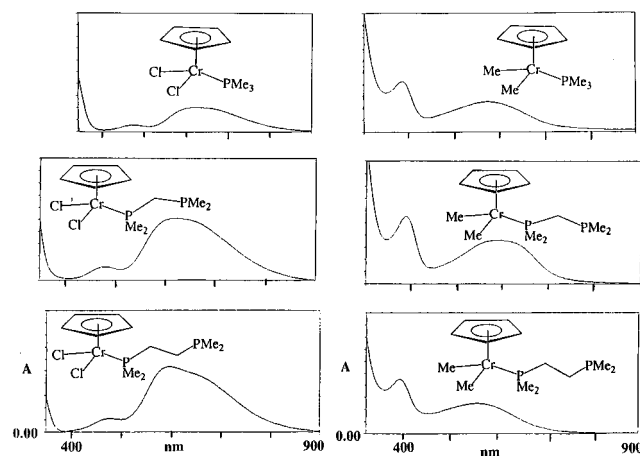 Cl Cr PMe3
Cl
Me Cr PMe3
Me
Cl Cr P PMe2
Cl Me2
Me Cr P PMe2
Me Me2
Cl Cr P PMe2
Cl Me2
Me Cr P PMe2
Me Me2
A
0.00
400 nm 900
A
0.00
400 nm 900